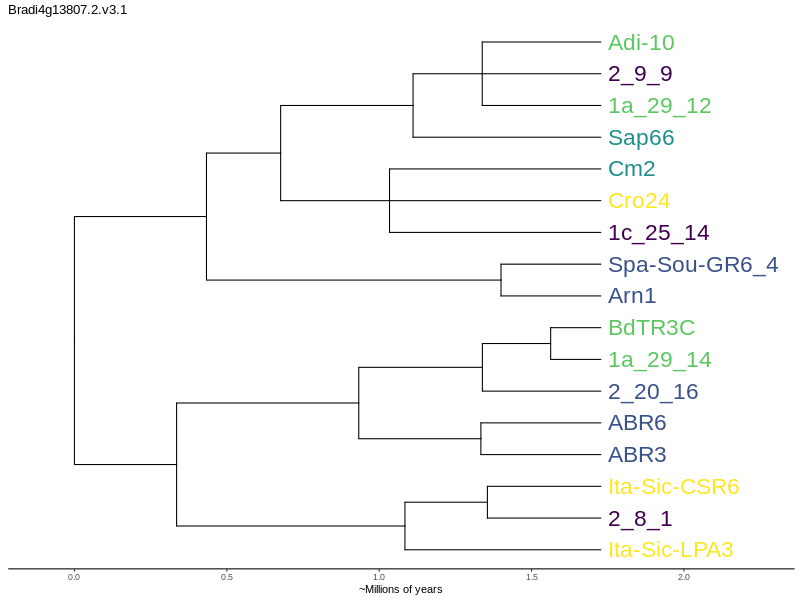 Bradi4g13807.2.v3.1
Adi-10
2_9_9
1a_29_12
Sap66
Cm2
Cro24
1c_25_14
Spa-Sou-GR6_4
Arn1
BdTR3C
1a_29_14
2_20_16
ABR6
ABR3
Ita-Sic-CSR6
2_8_1
Ita-Sic-LPA3
0.0 0.5 1.0 1.5 2.0
~Millions of years